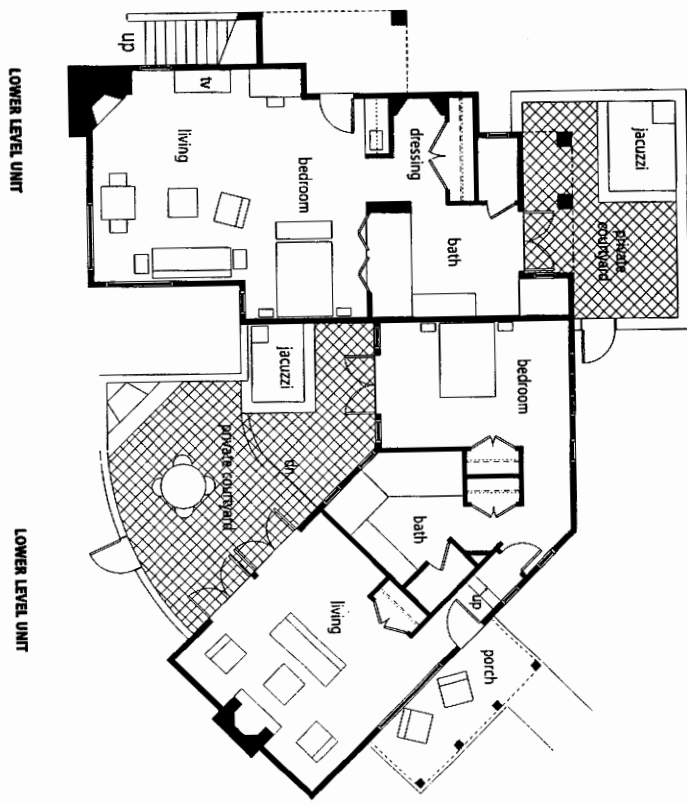 up
tv
living
bedroom
dressing
jacuzzi
bath
private
courtyard
LOWER LEVEL UNIT
jacuzzi
bedroom
dn
private courtyard
bath
up
living
porch
LOWER LEVEL UNIT